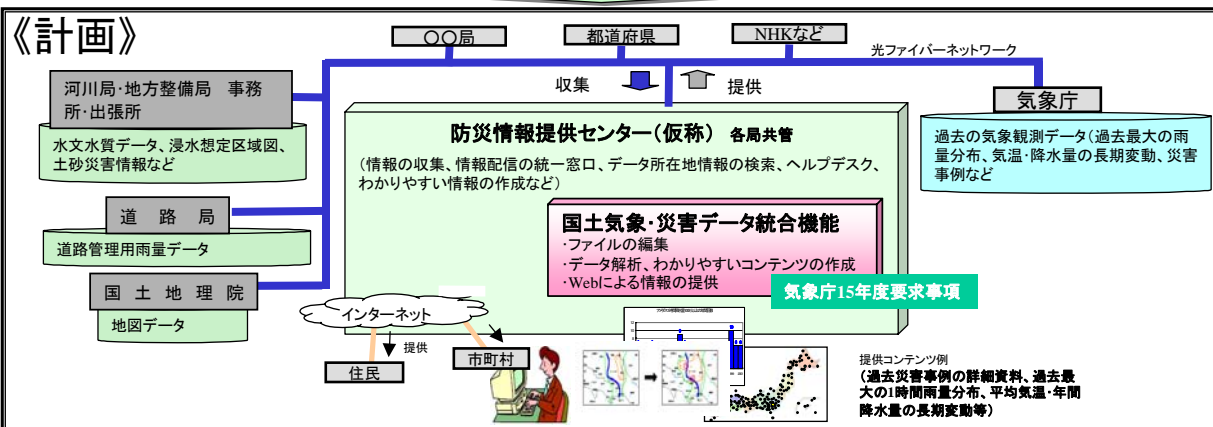 《計画》
〇〇局
都道府県
NHKなど
光ファイバーネットワーク
収集
提供
河川局・地方整備局 事務
所・出張所
水文水質データ、浸水想定区域図、
土砂災害情報など
道 路 局
道路管理用雨量データ
国 土 地 理 院
地図データ
気象庁
過去の気象観測データ(過去最大の雨
量分布、気温・降水量の長期変動、災害
事例など
防災情報提供センター(仮称) 各局共管
(情報の収集、情報配信の統一窓口、データ所在地情報の検索、ヘルプデスク、
わかりやすい情報の作成など)
国土気象・災害データ統合機能
・ファイルの編集
・データ解析、わかりやすいコンテンツの作成
・Webによる情報の提供
気象庁15年度要求事項
インターネット
提供
住民
市町村
提供コンテンツ例
(過去災害事例の詳細資料、過去最
大の1時間雨量分布、平均気温・年間
降水量の長期変動等)